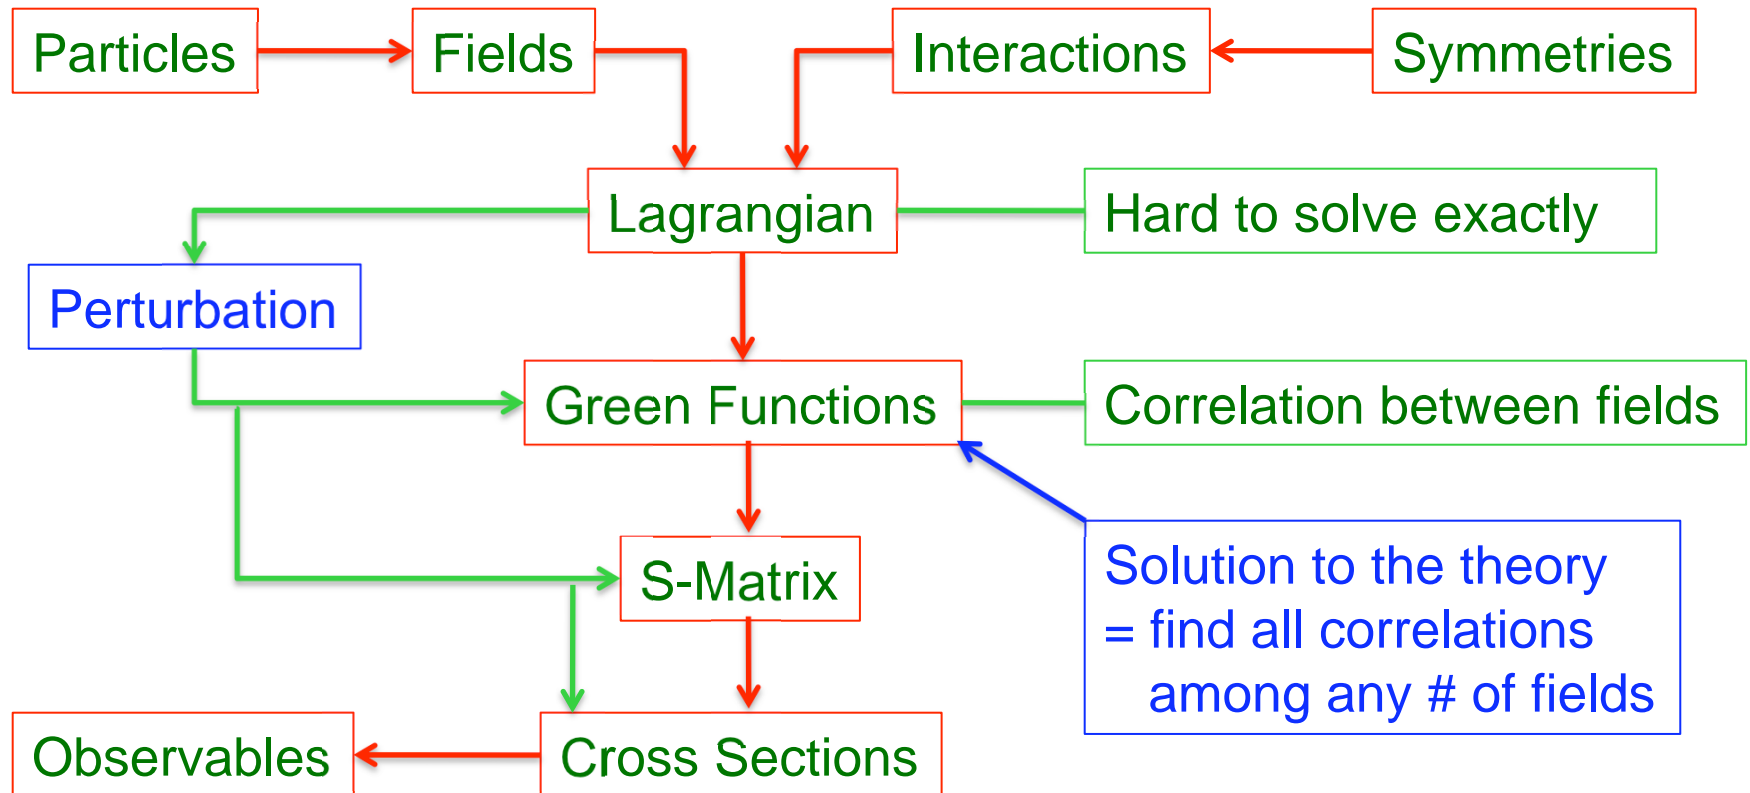 Particles
Fields
Interactions
Symmetries
Lagrangian
Hard to solve exactly
Perturbation
Green Functions
Correlation between fields
S-Matrix
Solution to the theory
= find all correlations
among any # of fields
Observables
Cross Sections